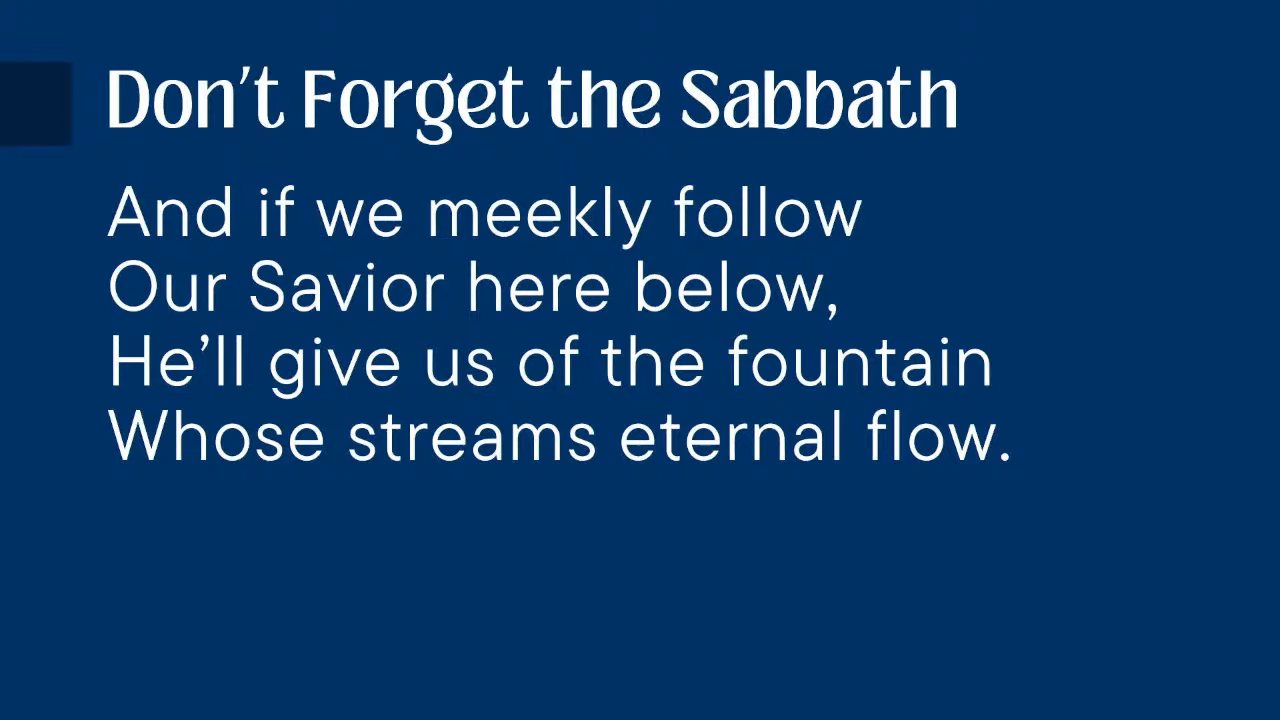 Don't Forget the Sabbath
And if we meekly follow
Our Savior here below,
He’ll give us of the fountain
Whose streams eternal flow.